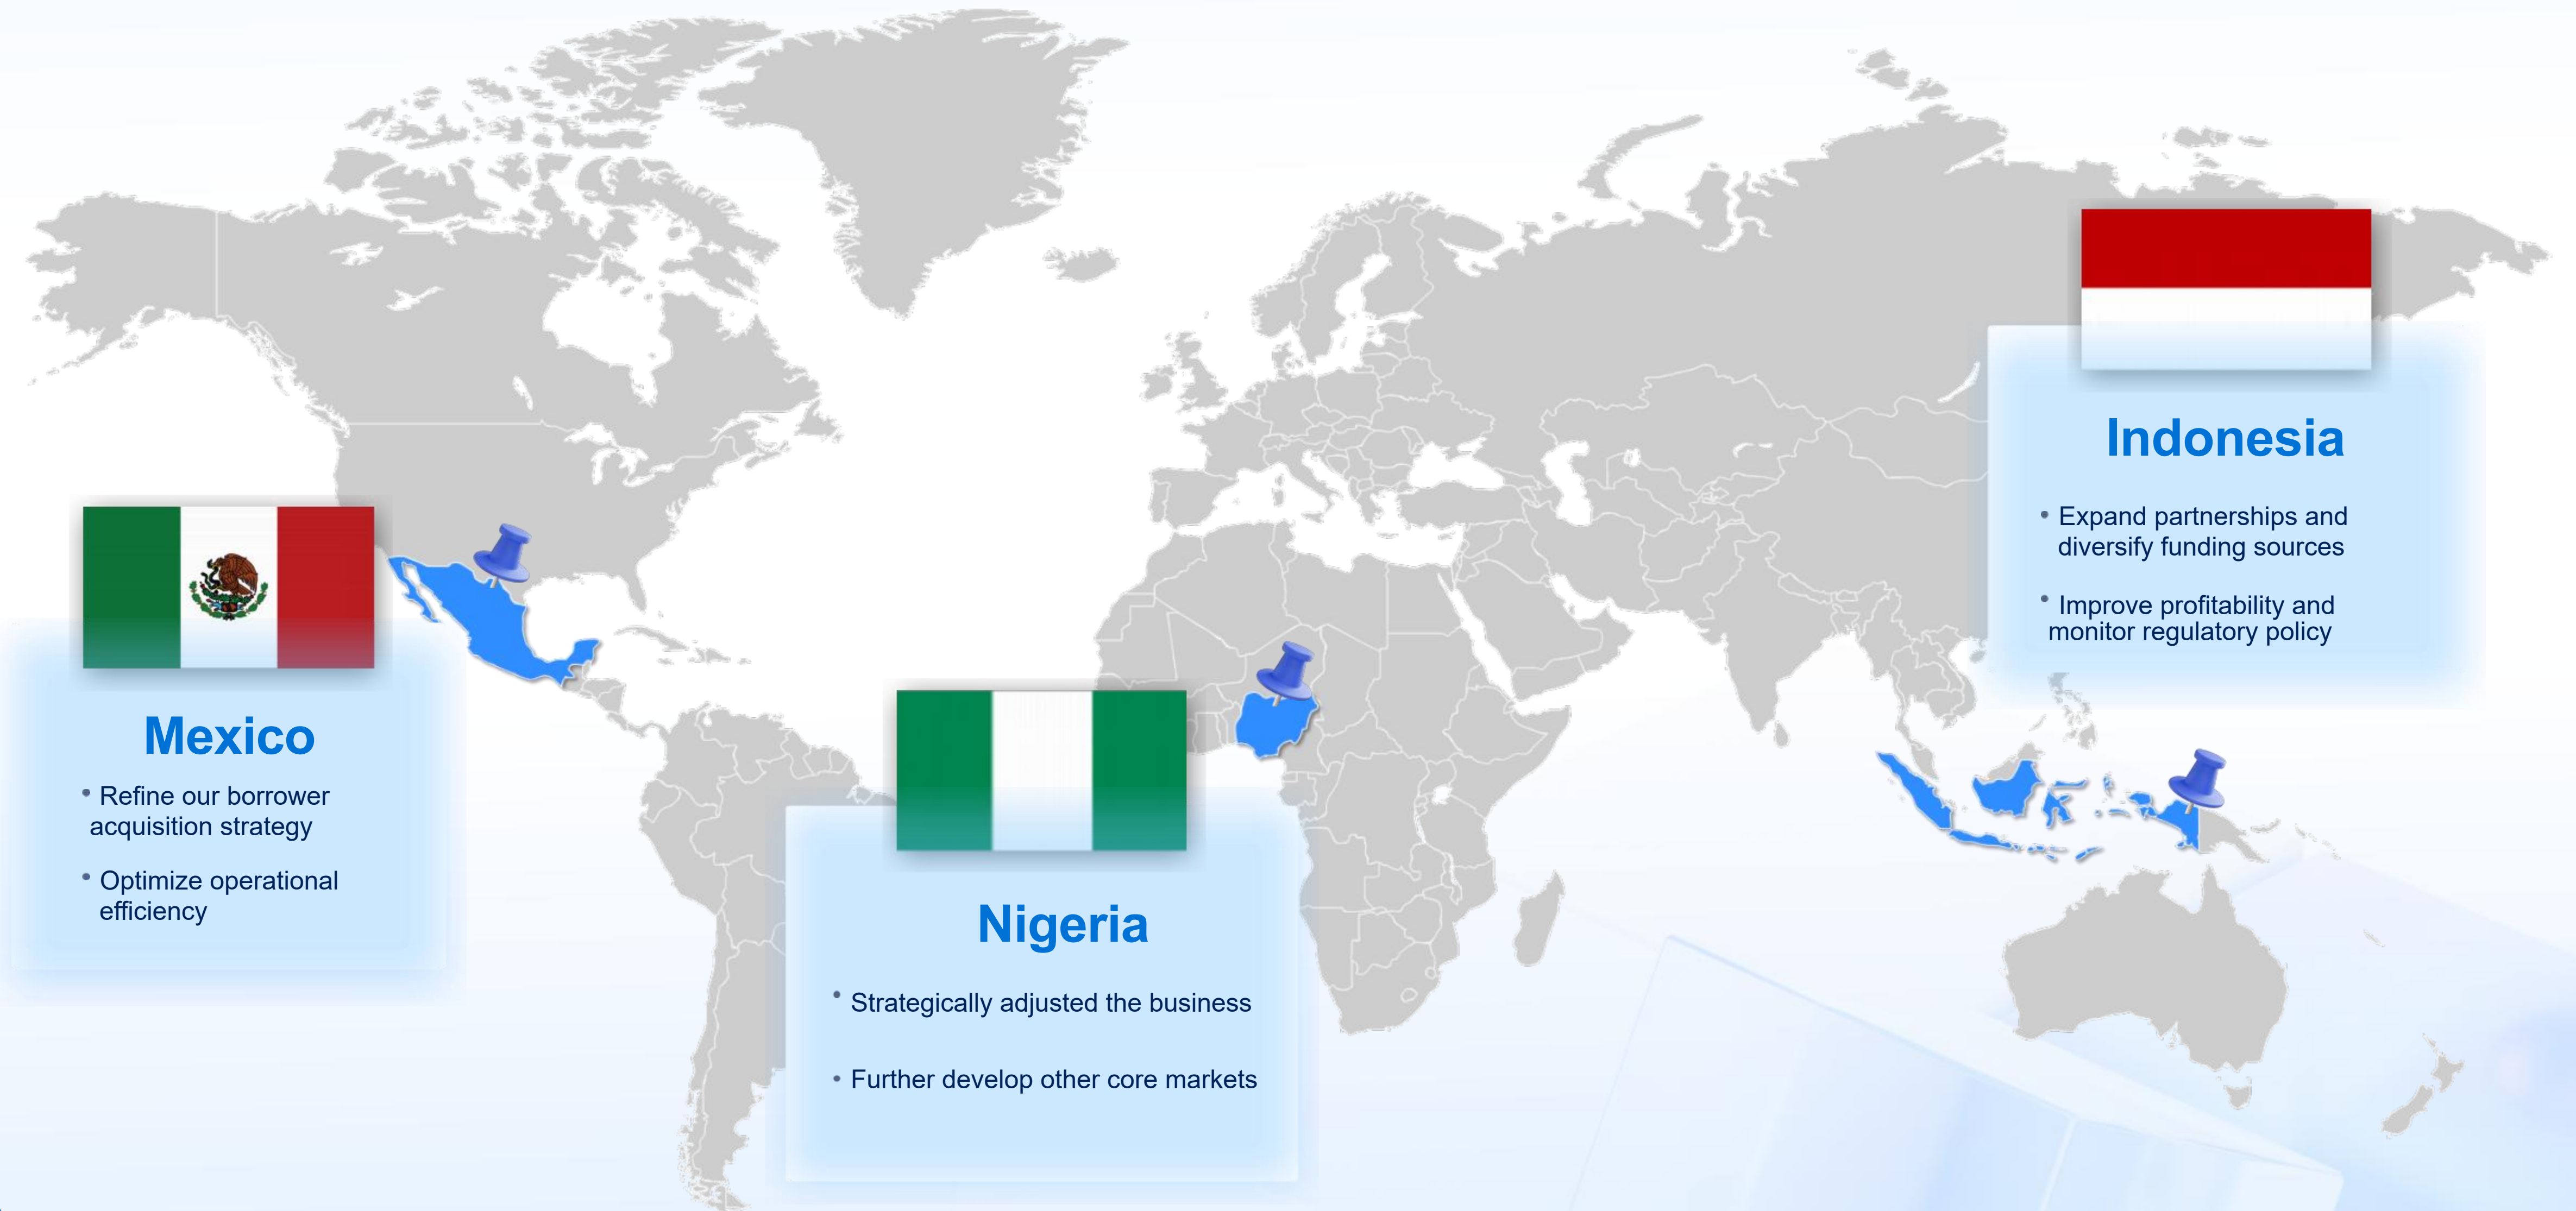 Mexico
• Refine our borrower
acquisition strategy
• Optimize operational
efficiency
Nigeria
• Strategically adjusted the business
• Further develop other core markets
Indonesia
• Expand partnerships and
diversify funding sources
• Improve profitability and
monitor regulatory policy